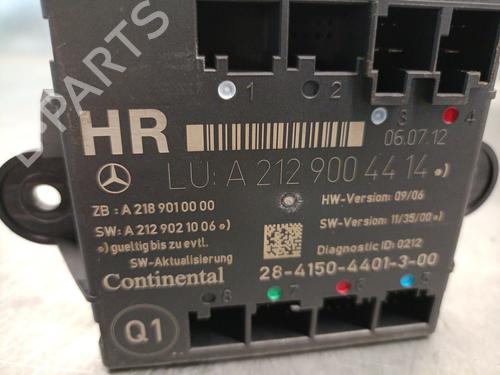 1 2 3 4
HR
06.07.12
LU: A 212 900 44 14 •)
ZB : A 218 901 00 00
HW-Version: 09/06
SW: A 212 902 10 06 •)
SW-Version: 11/35/00 •)
•) gueltig bis zu evtl.
SW-Aktualisierung
Diagnostic ID: 0212
Continental
28-4150-4401-3-00
8 7 6 5
Q1